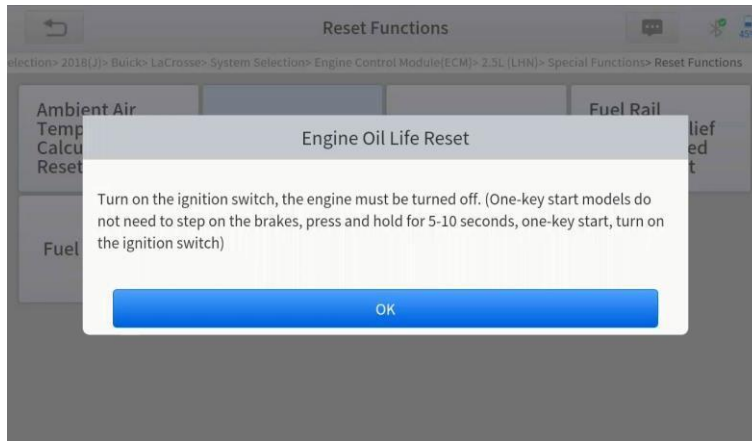 Reset Functions
45
election> 2018(J)> Buick> LaCrosse> System Selection> Engine Control Module(ECM)> 2.5L (LHN)> Special Functions> Reset Functions
Ambient Air
Temp
Calcu
Reset
Fuel Rail
lief
ed
t
Engine Oil Life Reset
Turn on the ignition switch, the engine must be turned off. (One-key start models do
not need to step on the brakes, press and hold for 5-10 seconds, one-key start, turn on
the ignition switch)
Fuel
OK